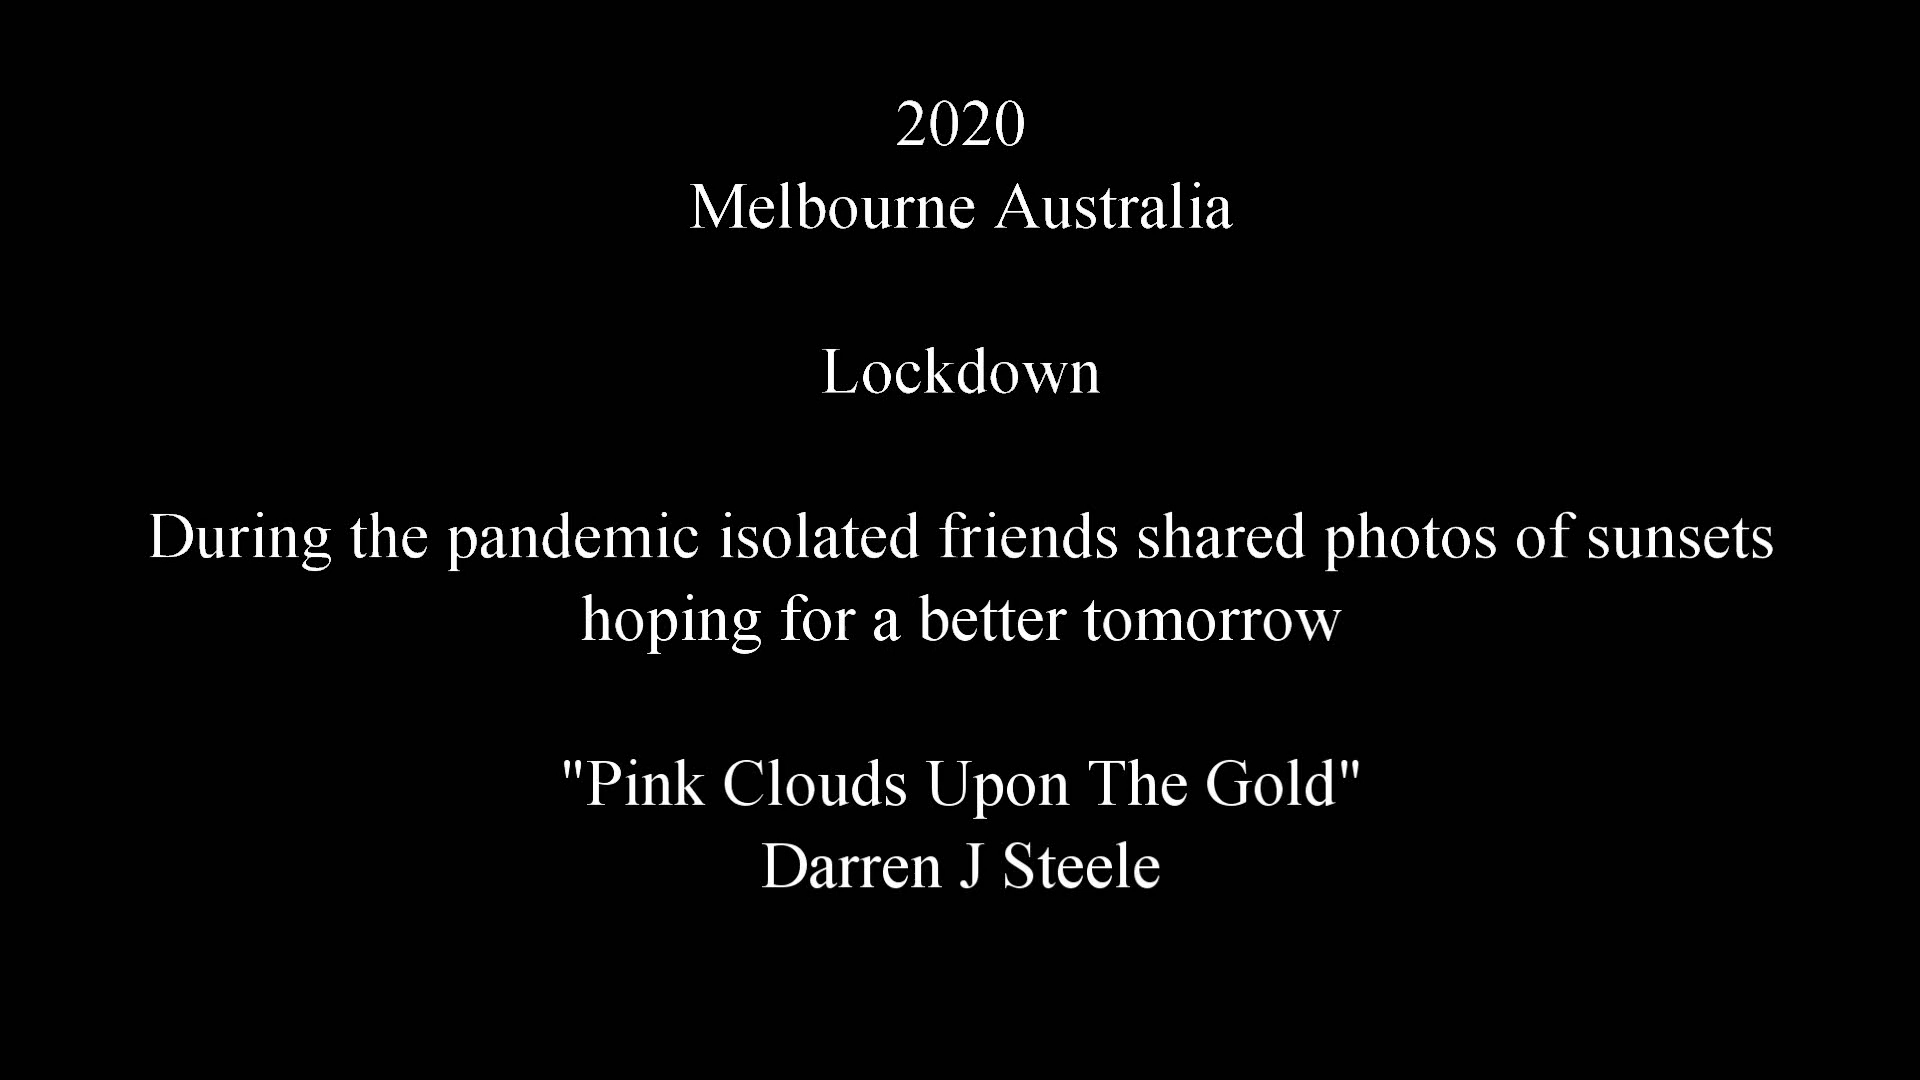 2020
Melbourne Australia
Lockdown
During the pandemic isolated friends shared photos of sunsets
hoping for a better tomorrow
"Pink Clouds Upon The Gold"
Darren J Steele